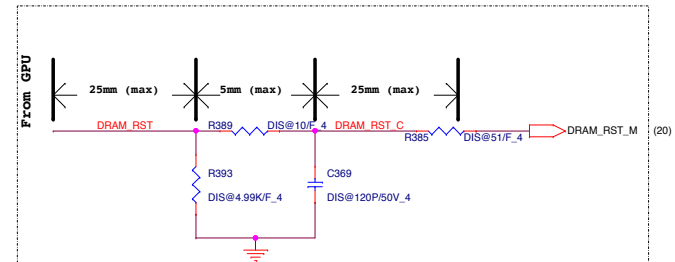 From GPU
25mm (max)
5mm (max)
25mm (max)
DRAM_RST
R389
DIS@10/F_4
DRAM_RST_C
R385
DIS@51/F_4
DRAM_RST_M
(20)
R393
DIS@4.99K/F_4
C369
DIS@120P/50V_4